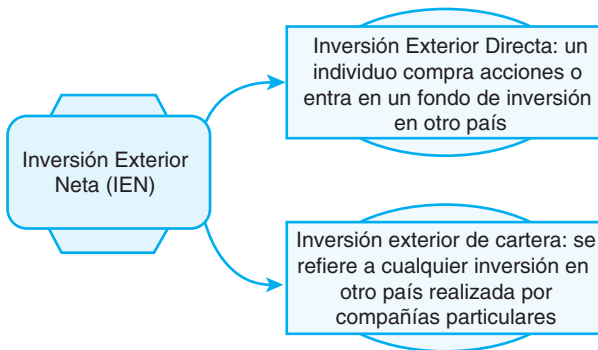 Inversión Exterior
Neta (IEN)
Inversión Exterior Directa: un
individuo compra acciones o
entra en un fondo de inversión
en otro país
Inversión exterior de cartera: se
refiere a cualquier inversión en
otro país realizada por
compañías particulares